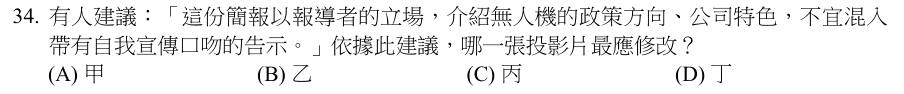 34. 有人建議：「這份簡報以報導者的立場，介紹無人機的政策方向、公司特色，不宜混入
帶有自我宣傳口吻的告示。」依據此建議，哪一張投影片最應修改？
(A) 甲 (B) 乙 (C) 丙 (D) 丁